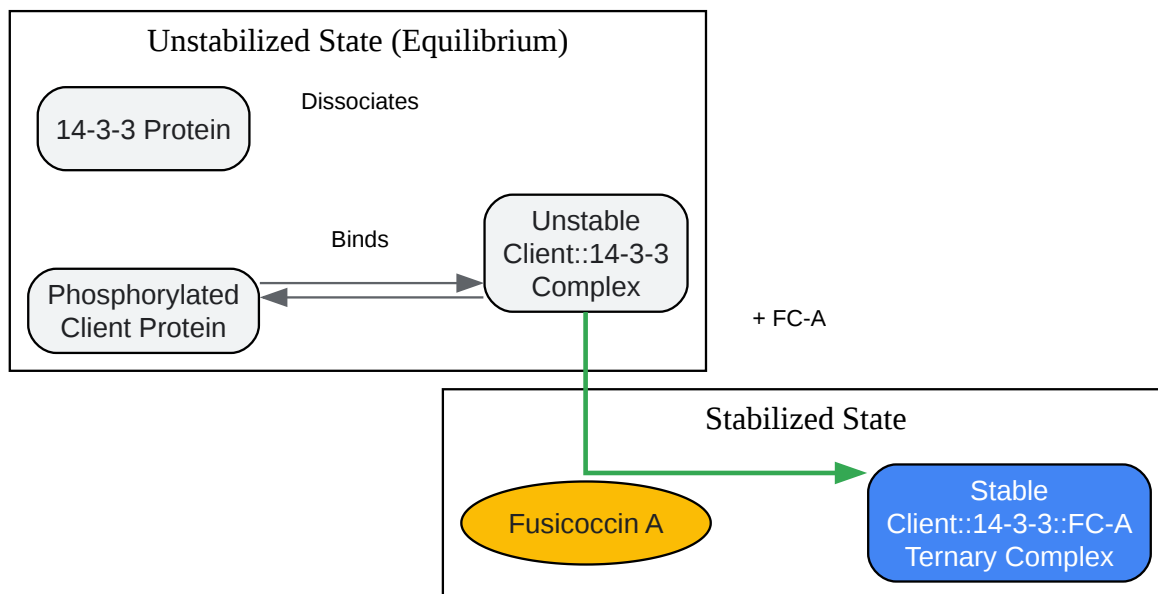 Unstabilized State (Equilibrium)
14-3-3 Protein
Dissociates
Binds
Unstable
Client::14-3-3
Complex
Phosphorylated
Client Protein
+ FC-A
Stabilized State
Fusicoccin A
Stable
Client::14-3-3::FC-A
Ternary Complex